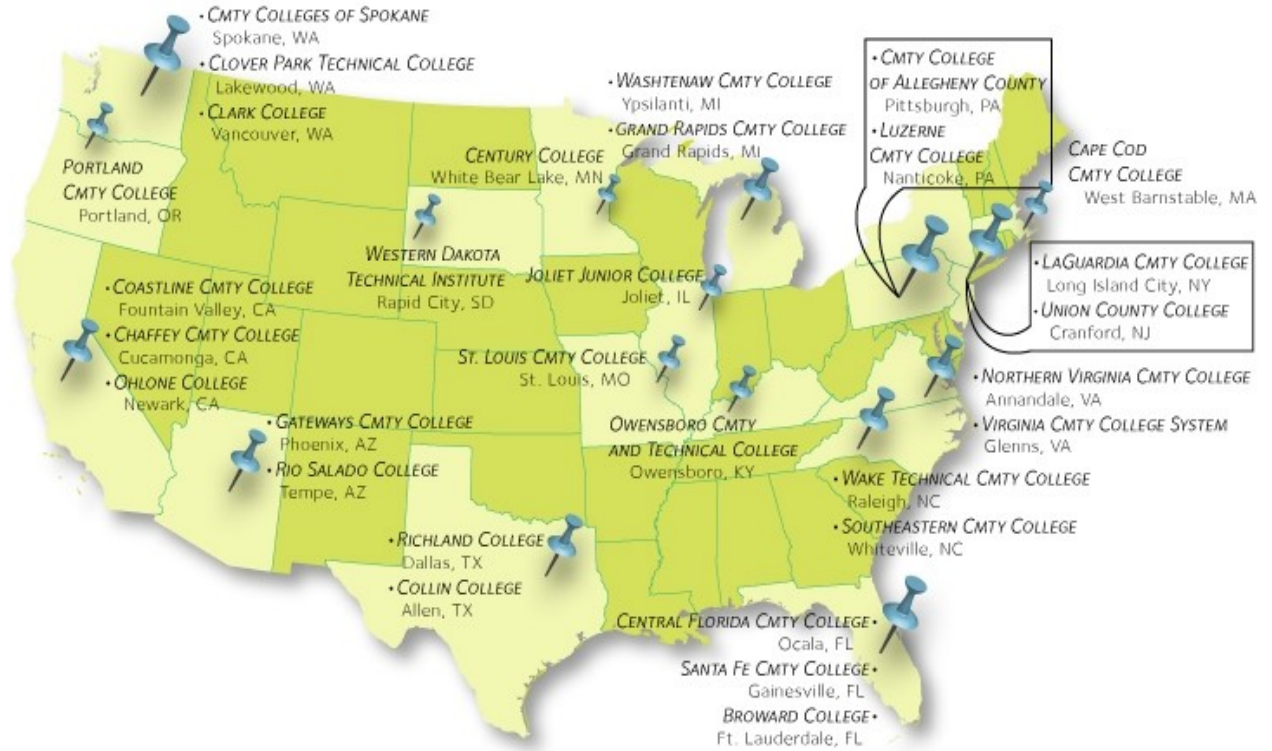 • CMTY COLLEGES OF SPOKANE
Spokane, WA
• CLOVER PARK TECHNICAL COLLEGE
Lakewood, WA
• CLARK COLLEGE
Vancouver, WA
PORTLAND
CMTY COLLEGE
Portland, OR
• COASTLINE CMTY COLLEGE
Fountain Valley, CA
• CHAFFEY CMTY COLLEGE
Cucamonga, CA
• OHLONE COLLEGE
Newark, CA
• GATEWAYS CMTY COLLEGE
Phoenix, AZ
• RIO SALADO COLLEGE
Tempe, AZ
WESTERN DAKOTA
TECHNICAL INSTITUTE
Rapid City, SD
CENTURY COLLEGE
White Bear Lake, MN
• WASHTENAW CMTY COLLEGE
Ypsilanti, MI
• GRAND RAPIDS CMTY COLLEGE
Grand Rapids, MI
JOLIET JUNIOR COLLEGE
Joliet, IL
ST. LOUIS CMTY COLLEGE
St. Louis, MO
OWENSBORO CMTY
AND TECHNICAL COLLEGE
Owensboro, KY
• RICHLAND COLLEGE
Dallas, TX
• COLLIN COLLEGE
Allen, TX
• CMTY COLLEGE
OF ALLEGHENY COUNTY
Pittsburgh, PA
• LUZERNE
CMTY COLLEGE
Nanticoke, PA
CAPE COD
CMTY COLLEGE
West Barnstable, MA
• LAGUARDIA CMTY COLLEGE
Long Island City, NY
• UNION COUNTY COLLEGE
Cranford, NJ
• NORTHERN VIRGINIA CMTY COLLEGE
Annandale, VA
• VIRGINIA CMTY COLLEGE SYSTEM
Glenns, VA
• WAKE TECHNICAL CMTY COLLEGE
Raleigh, NC
• SOUTHEASTERN CMTY COLLEGE
Whiteville, NC
CENTRAL FLORIDA CMTY COLLEGE •
Ocala, FL
SANTA FE CMTY COLLEGE •
Gainesville, FL
BROWARD COLLEGE •
Ft. Lauderdale, FL